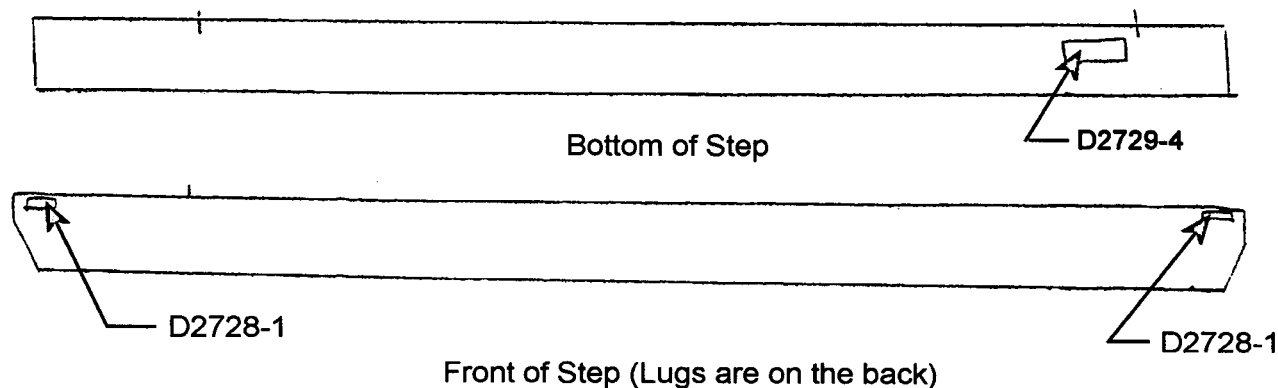 D2729-4
Bottom of Step
D2728-1
D2728-1
Front of Step (Lugs are on the back)